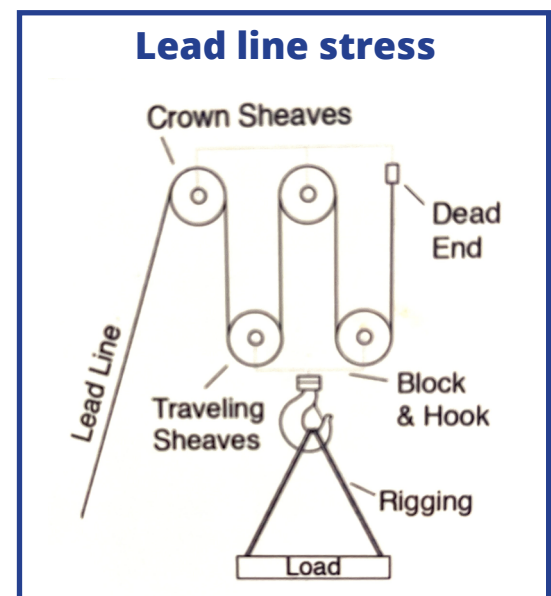 Lead line stress
Crown Sheaves
Dead
End
Lead Line
Traveling
Sheaves
Block
& Hook
Rigging
Load